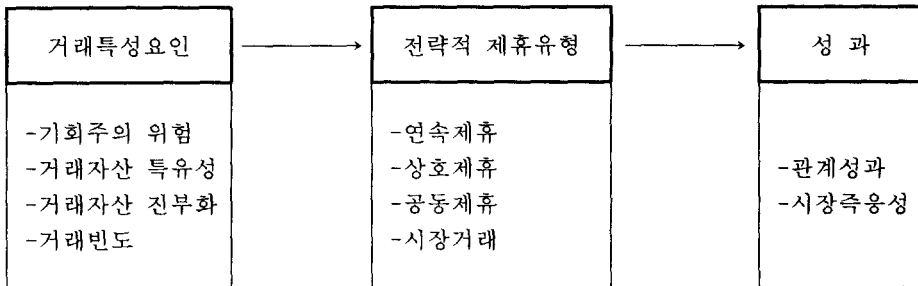 거래특성요인
전략적 제휴유형
성 과
-기회주의 위험
-거래자산 특유성
-거래자산 진부화
-거래빈도
-연속제휴
-상호제휴
-공동제휴
-시장거래
-관계성과
-시장즉응성